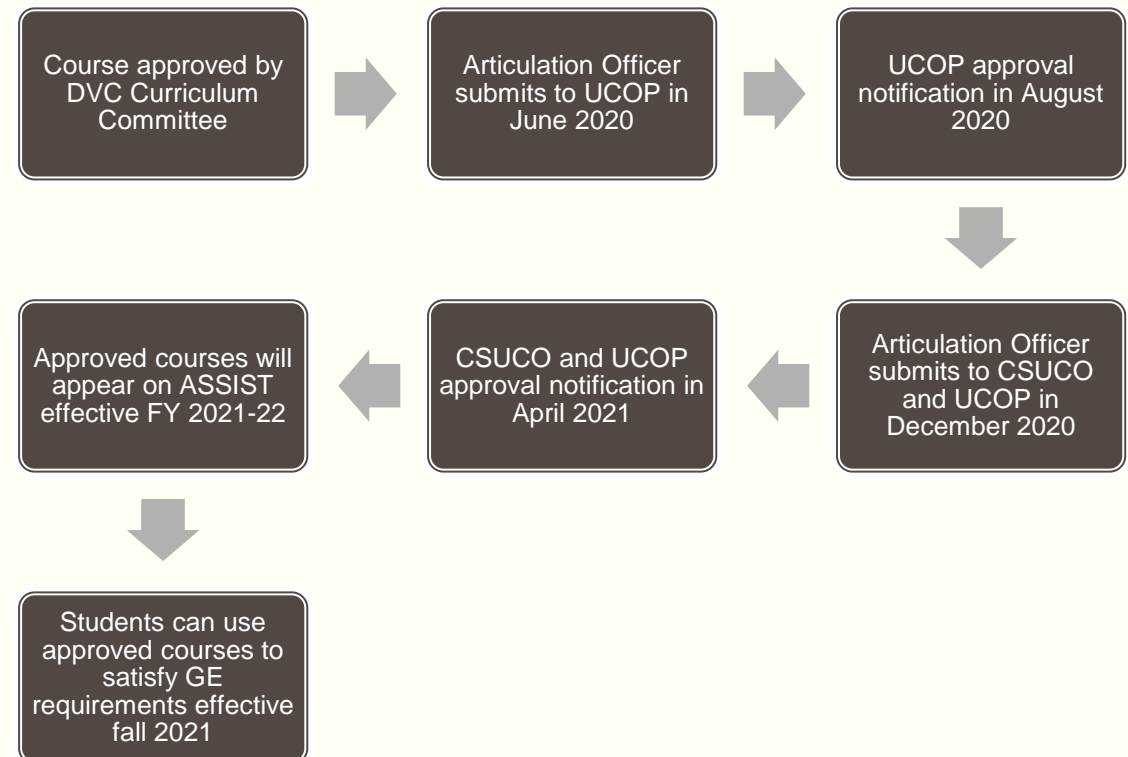 Course approved by
DVC Curriculum
Committee
Articulation Officer
submits to UCOP in
June 2020
UCOP approval
notification in August
2020
Articulation Officer
submits to CSUCO
and UCOP in
December 2020
CSUCO and UCOP
approval notification in
April 2021
Approved courses will
appear on ASSIST
effective FY 2021-22
Students can use
approved courses to
satisfy GE
requirements effective
fall 2021